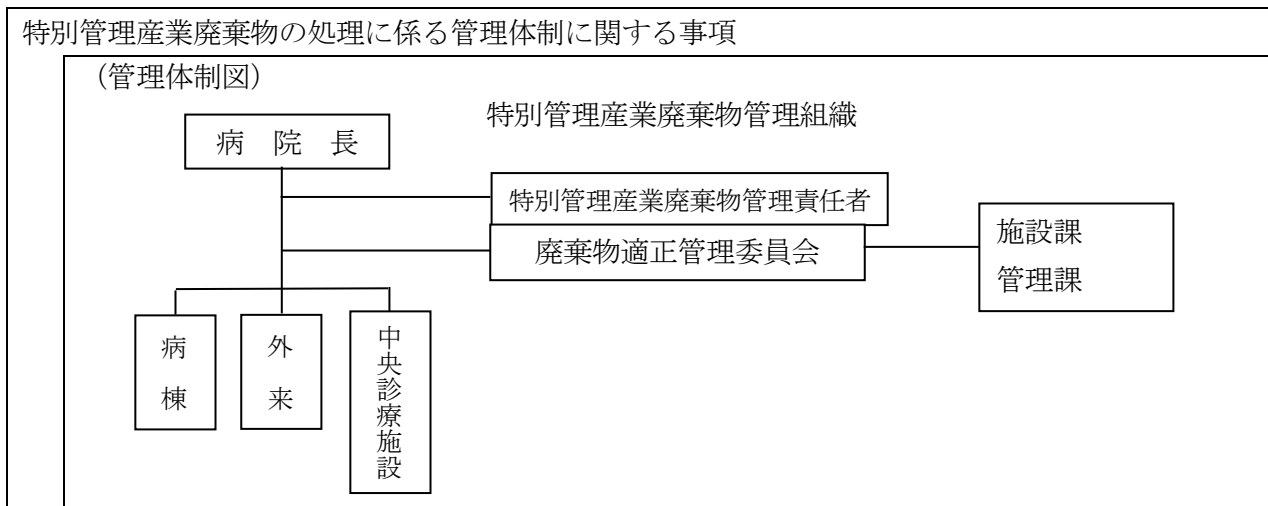 特別管理産業廃棄物の処理に係る管理体制に関する事項
（管理体制図）
特別管理産業廃棄物管理組織
病　院　長
特別管理産業廃棄物管理責任者
廃棄物適正管理委員会
施設課
管理課
病棟
外来
中央診療施設